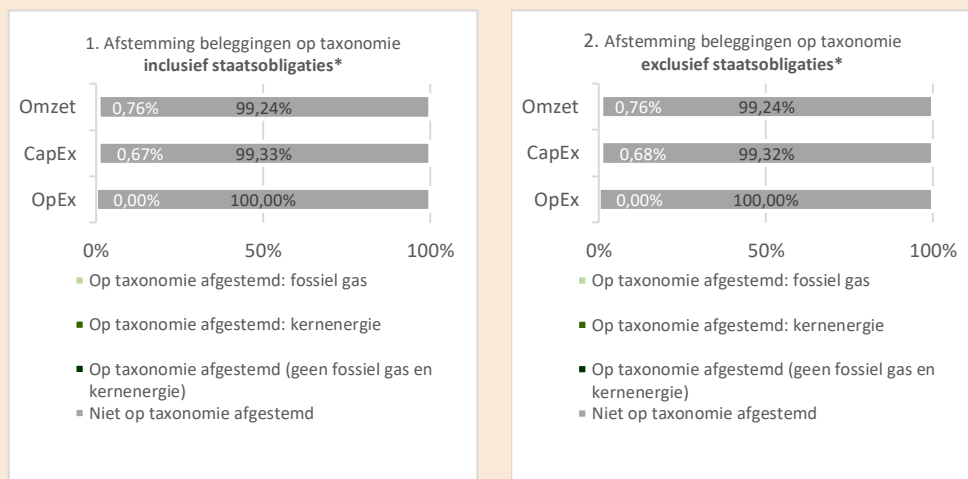 1. Afstemming beleggingen op taxonomie
inclusief staatsobligaties*
Omzet 0,76% 99,24%
CapEx 0,67% 99,33%
OpEx 0,00% 100,00%
0% 50% 100%
Op taxonomie afgestemd: fossiel gas
Op taxonomie afgestemd: kernenergie
Op taxonomie afgestemd (geen fossiel gas en
kernenergie)
Niet op taxonomie afgestemd
2. Afstemming beleggingen op taxonomie
exclusief staatsobligaties*
Omzet 0,76% 99,24%
CapEx 0,68% 99,32%
OpEx 0,00% 100,00%
0% 50% 100%
Op taxonomie afgestemd: fossiel gas
Op taxonomie afgestemd: kernenergie
Op taxonomie afgestemd (geen fossiel gas en
kernenergie)
Niet op taxonomie afgestemd